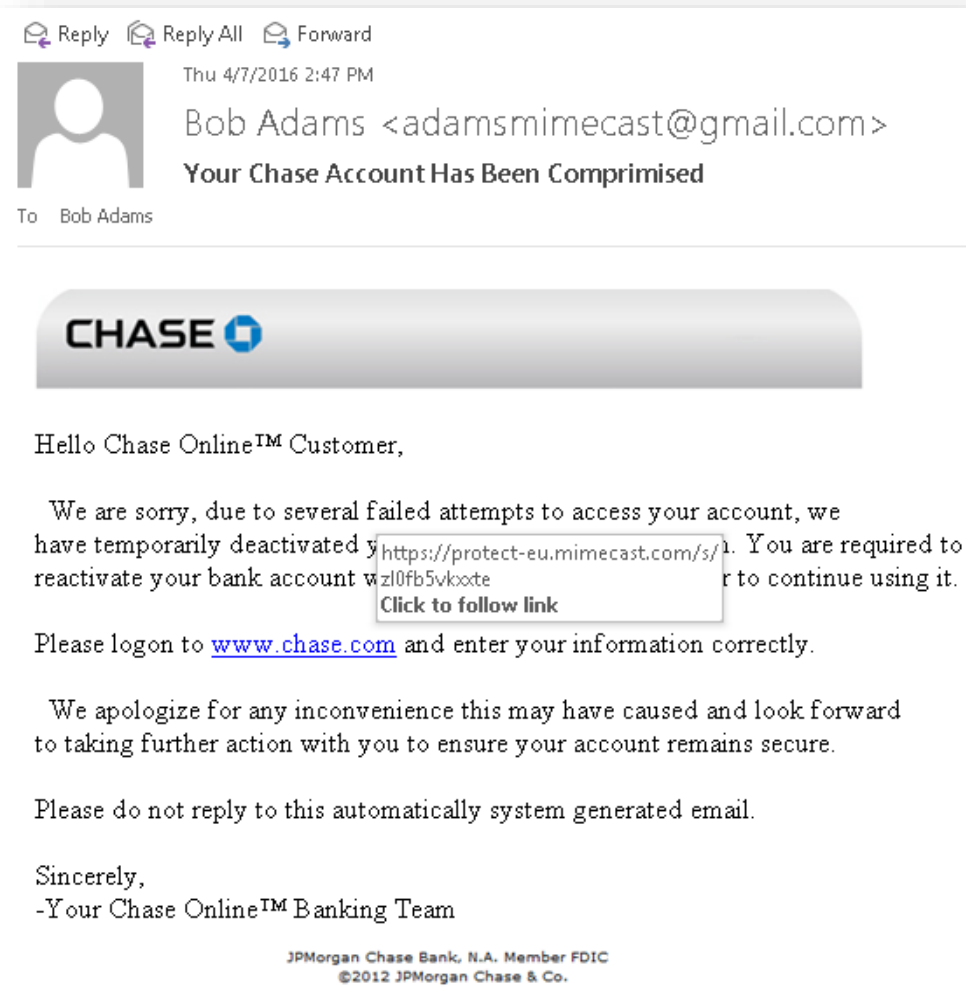 Reply Reply All Forward
Thu 4/7/2016 2:47 PM
Bob Adams <adamsmimecast@gmail.com>
Your Chase Account Has Been Comprimised
To Bob Adams
CHASE
Hello Chase Online™ Customer,
We are sorry, due to several failed attempts to access your account, we
have temporarily deactivated . You are required to
reactivate your bank account to continue using it.
https://protect-eu.mimecast.com/s/
zl0fb5vkxxte
Click to follow link
Please logon to www.chase.com and enter your information correctly.
We apologize for any inconvenience this may have caused and look forward
to taking further action with you to ensure your account remains secure.
Please do not reply to this automatically system generated email.
Sincerely,
-Your Chase Online™ Banking Team
JPMorgan Chase Bank, N.A. Member FDIC
©2012 JPMorgan Chase & Co.